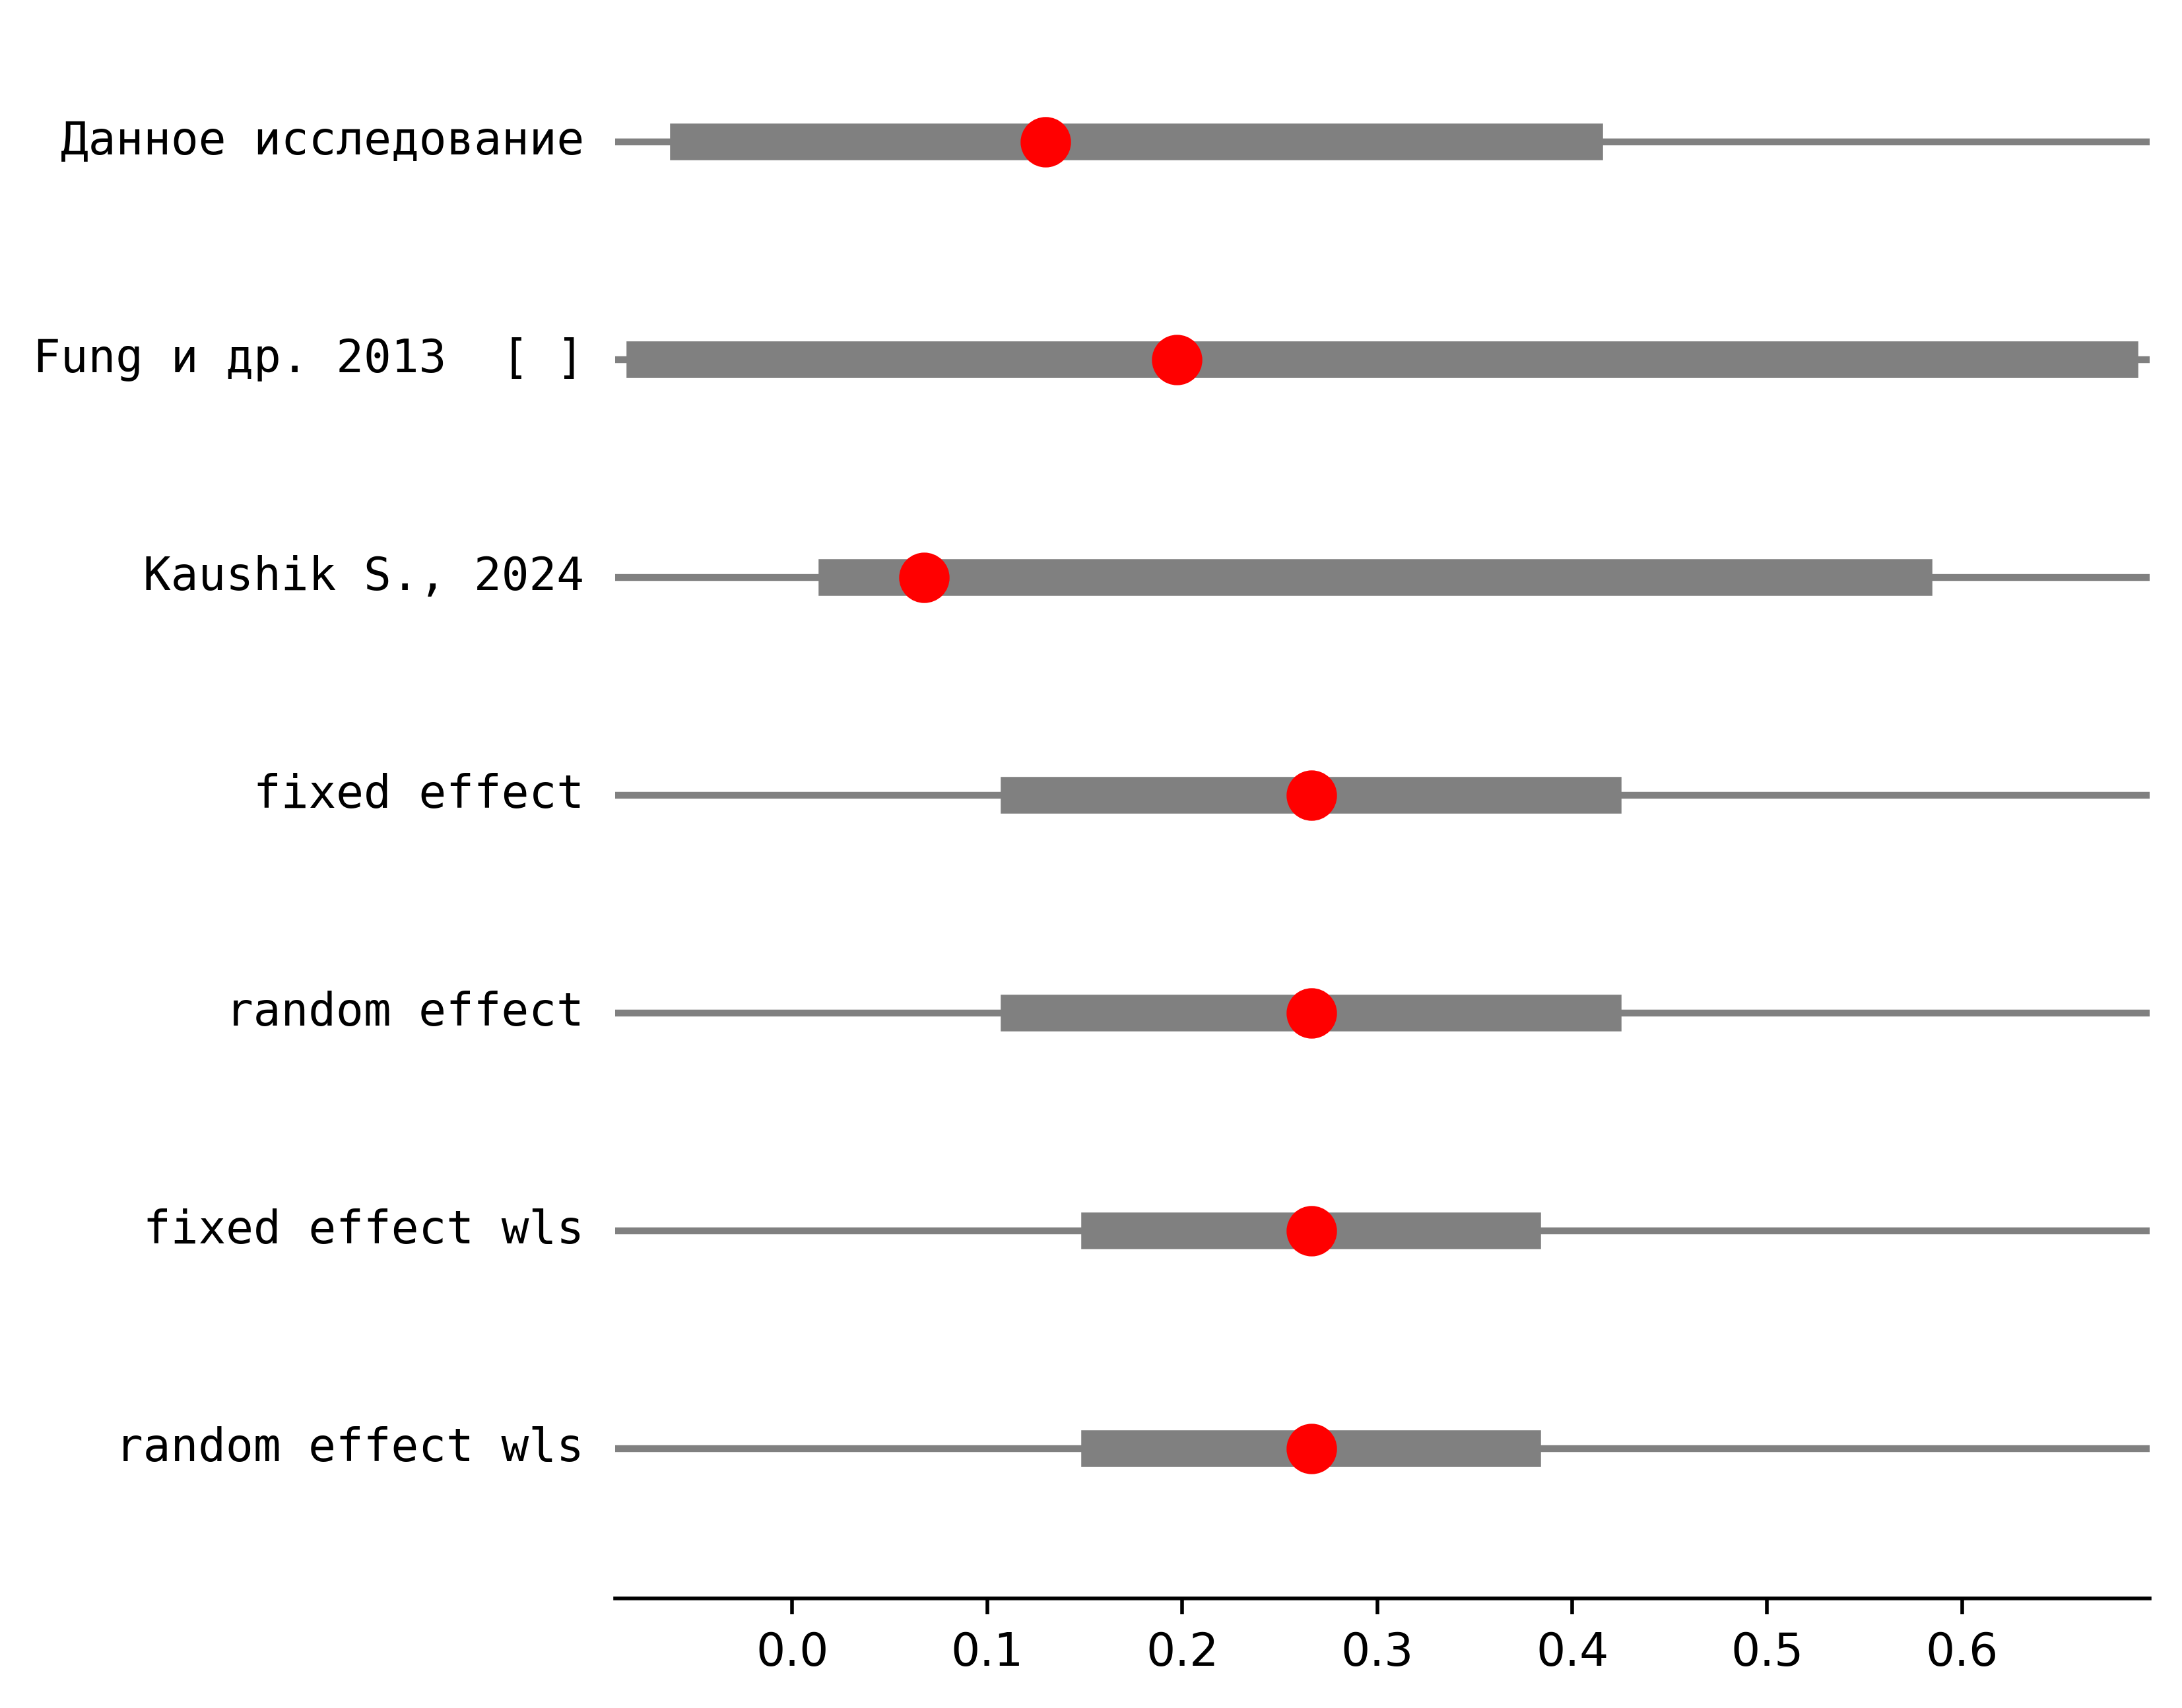 Данное исследование
Fung и др. 2013  [ ]
Kaushik S., 2024
fixed effect
random effect
fixed effect wls
random effect wls
0.0 0.1 0.2 0.3 0.4 0.5 0.6